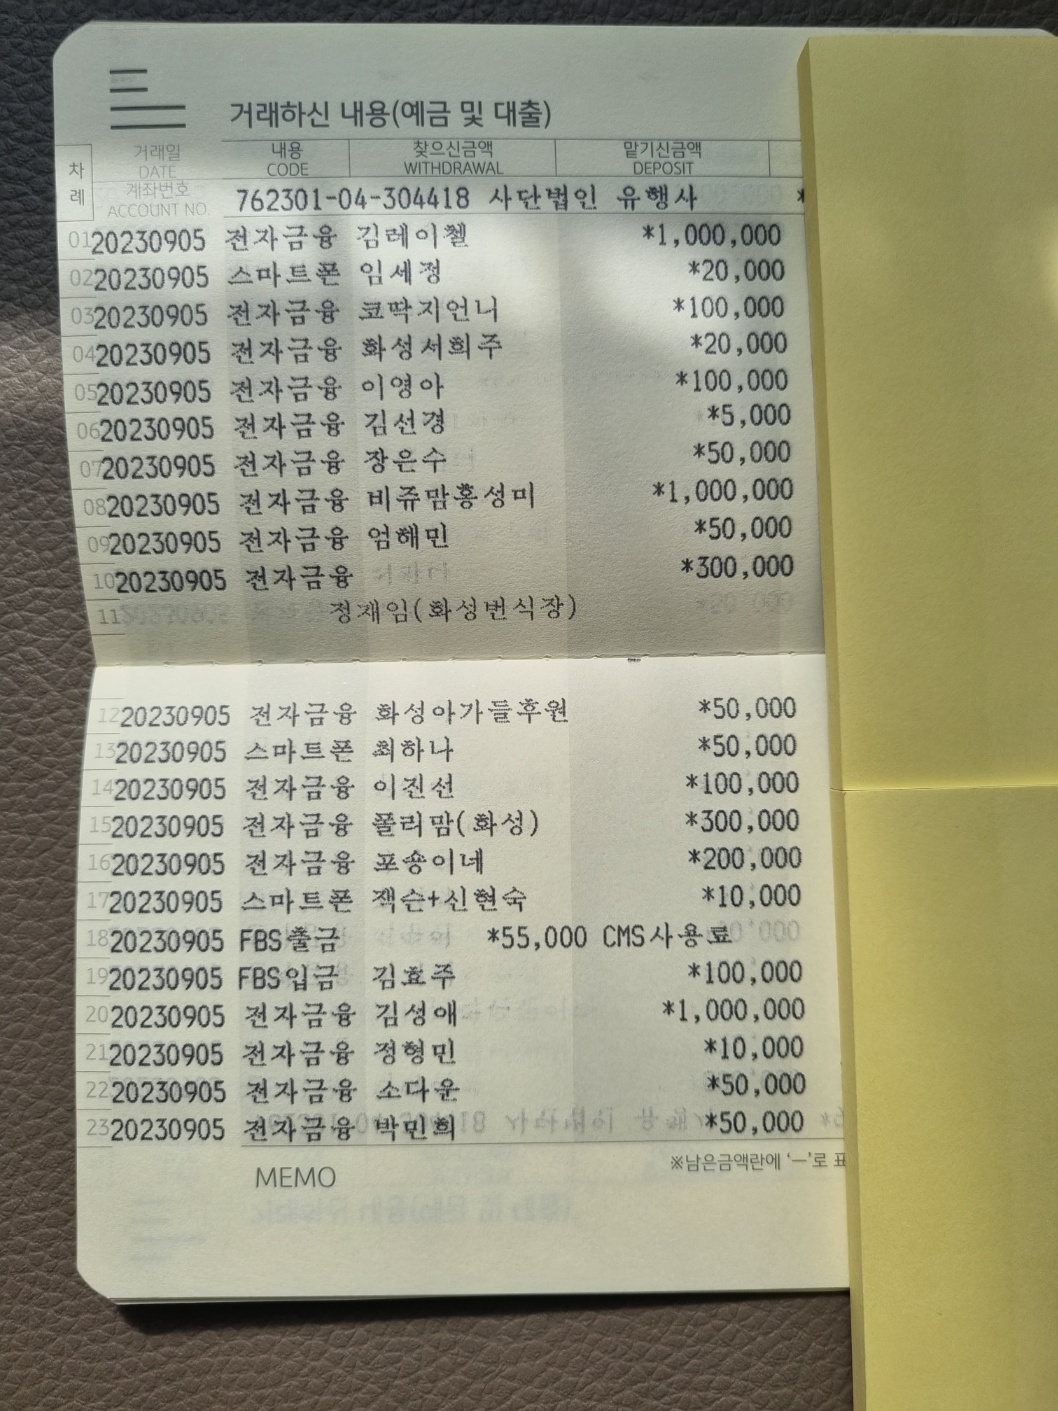 거래하신 내용(예금 및 대출)
차례 거래일 내용 찾으신금액 맡기신금액
DATE CODE WITHDRAWAL DEPOSIT
계좌번호
ACCOUNT NO. 762301-04-304418 사단법인 유행사 *
01 20230905 전자금융 김레이첼 *1,000,000
02 20230905 스마트폰 임세정 *20,000
03 20230905 전자금융 코딱지언니 *100,000
04 20230905 전자금융 화성서희주 *20,000
05 20230905 전자금융 이영아 *100,000
06 20230905 전자금융 김선경 *5,000
07 20230905 전자금융 장은수 *50,000
08 20230905 전자금융 비쥬맘홍성미 *1,000,000
09 20230905 전자금융 엄해민 *50,000
10 20230905 전자금융 *300,000
11 정재임(화성번식장)
12 20230905 전자금융 화성아가들후원 *50,000
13 20230905 스마트폰 최하나 *50,000
14 20230905 전자금융 이진선 *100,000
15 20230905 전자금융 쫄리맘(화성) *300,000
16 20230905 전자금융 포숑이네 *200,000
17 20230905 스마트폰 잭슨+신현숙 *10,000
18 20230905 FBS출금 *55,000 CMS사용료
19 20230905 FBS입금 김효주 *100,000
20 20230905 전자금융 김성애 *1,000,000
21 20230905 전자금융 정형민 *10,000
22 20230905 전자금융 소다운 *50,000
23 20230905 전자금융 박민희 *50,000
※남은금액란에 '—'로 표
MEMO